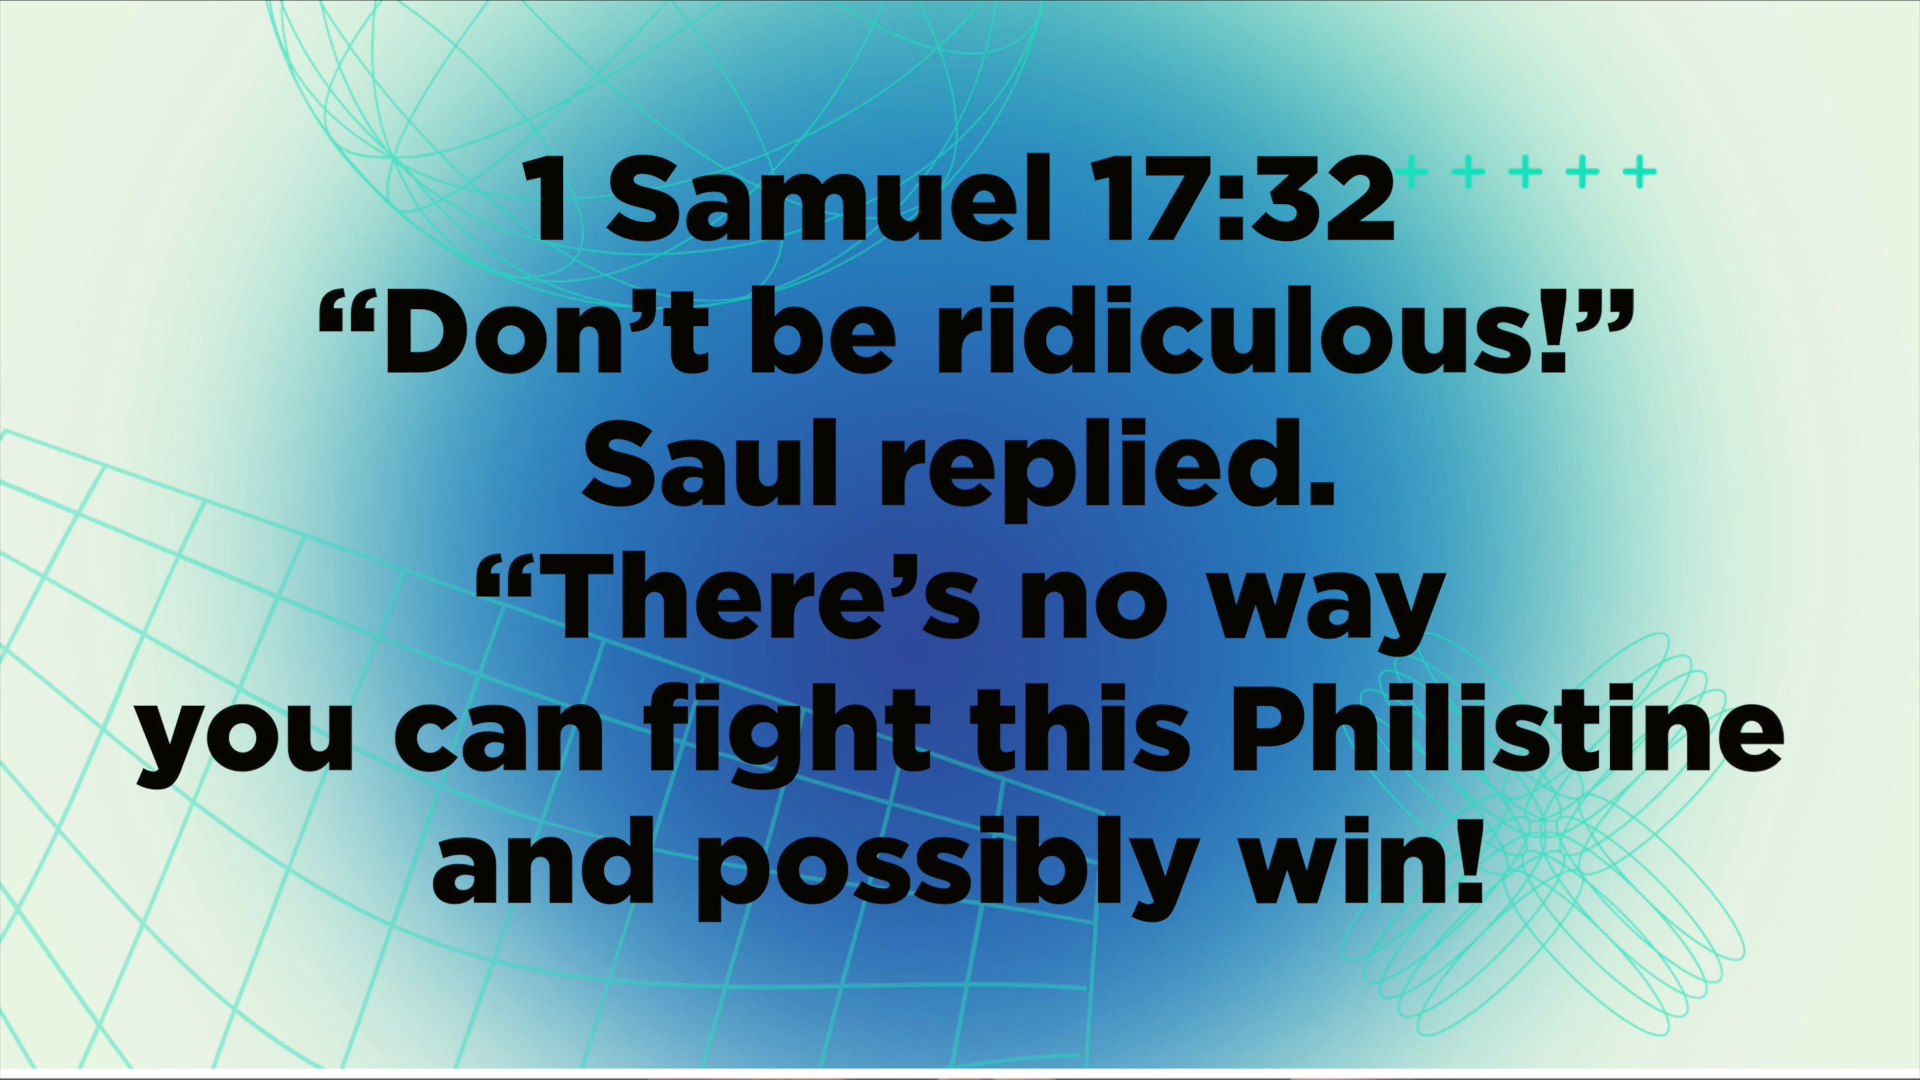 1 Samuel 17:32
“Don’t be ridiculous!”
Saul replied.
“There’s no way
you can fight this Philistine
and possibly win!